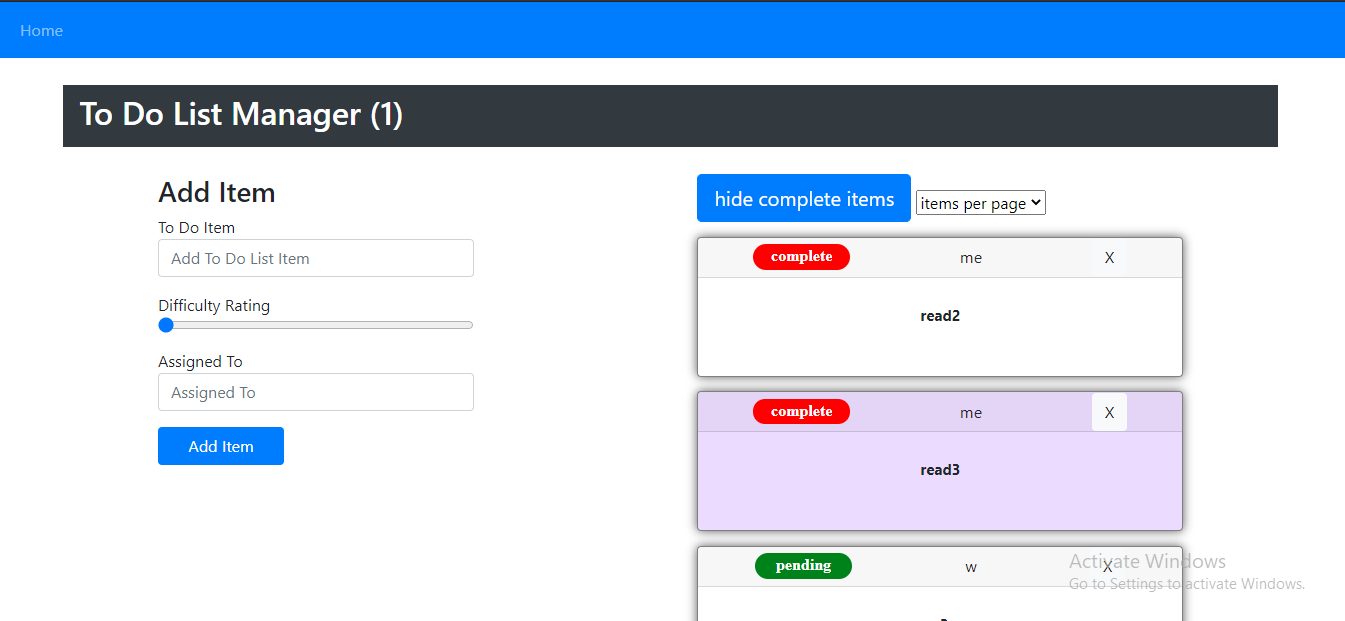 Home
To Do List Manager (1)
Add Item
To Do Item
Add To Do List Item
Difficulty Rating
Assigned To
Assigned To
Add Item
hide complete items items per page
complete me X
read2
complete me X
read3
pending w X
Activate Windows
Go to Settings to activate Windows.